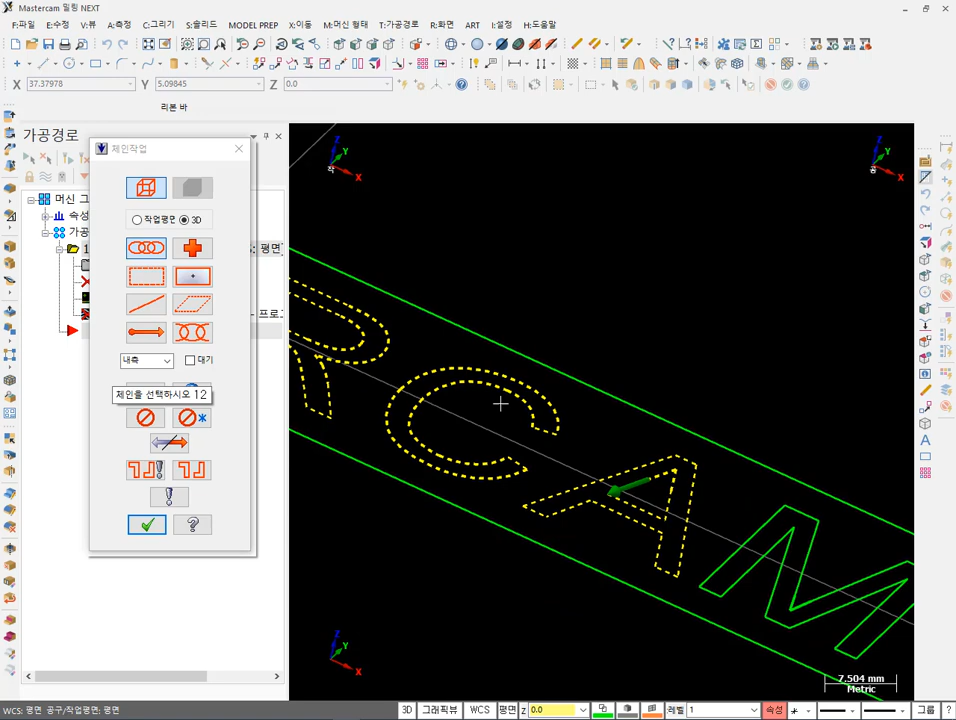 Mastercam 밀링 NEXT
F:파일 E:수정 V:뷰 A:측정 C:그리기 S:솔리드 MODEL PREP X:이동 M:머신 형태 T:가공경로 R:화면 ART I:설정 H:도움말
X 37.37978 Y 5.09845 Z 0.0
리본 바
가공경로
체인작업
머신 그
속성
작업평면 3D
가공
1 : 평면
- 프로그
내측 대기
체인을 선택하시오 12
R C A M
Z Y X
Z Y X
Z Y X
Z Y X
7.504 mm
Metric
WCS: 평면 공구/작업평면: 평면
3D 그래픽뷰 WCS 평면 Z 0.0 레벨 1 속성 그룹 ?